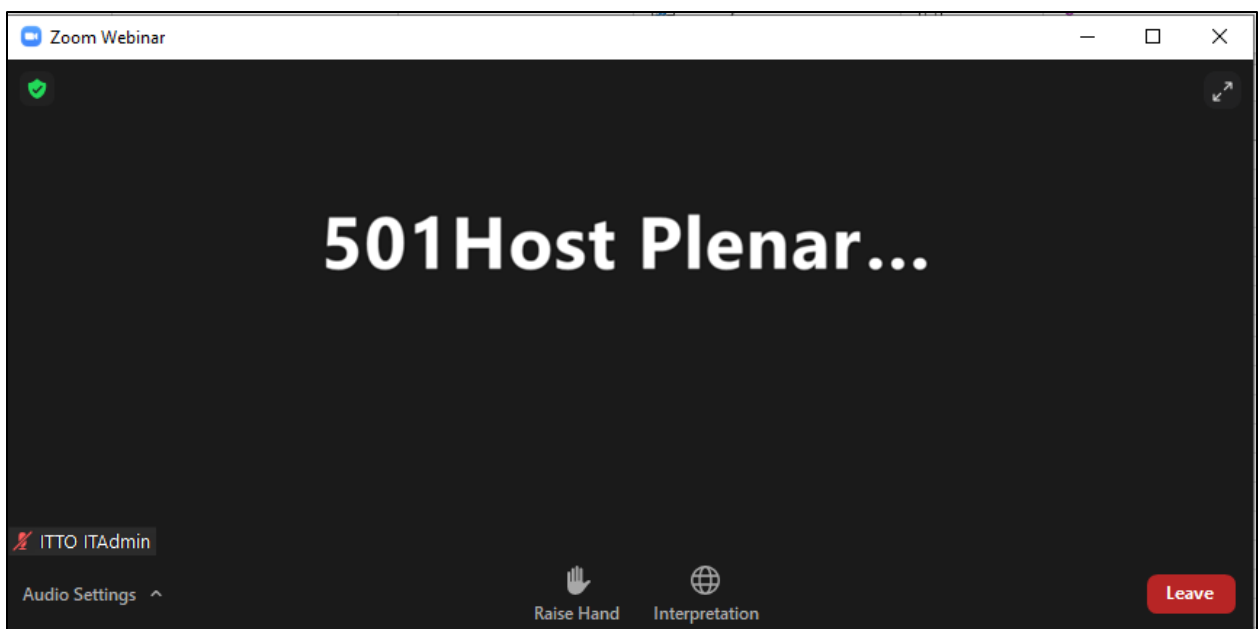 Zoom Webinar
501Host Plenar...
ITTO ITAdmin
Audio Settings
Raise Hand
Interpretation
Leave